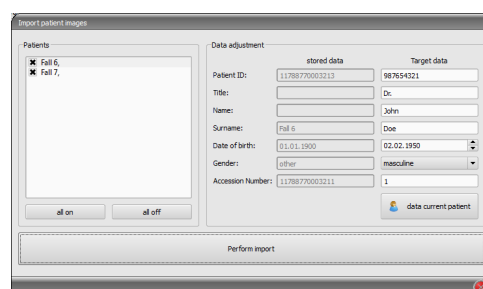 Import patient images
Patients
Fall 6,
Fall 7,
all on
all off
Data adjustment
stored data
Target data
Patient ID:
11788770003213
987654321
Title:
Dr.
Name:
John
Surname:
Fall 6
Doe
Date of birth:
01.01.1900
02.02.1950
Gender:
other
masculine
Accession Number:
11788770003211
1
data current patient
Perform import